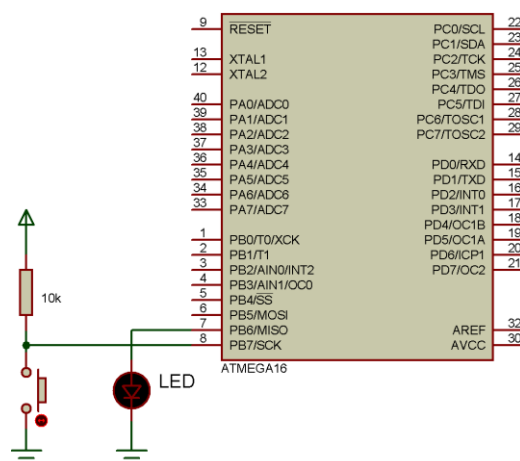 9 RESET PC0/SCL 22
PC1/SDA 23
13 XTAL1 PC2/TCK 24
12 XTAL2 PC3/TMS 25
PC4/TDO 26
40 PA0/ADC0 PC5/TDI 27
39 PA1/ADC1 PC6/TOSC1 28
38 PA2/ADC2 PC7/TOSC2 29
37 PA3/ADC3
36 PA4/ADC4 PD0/RXD 14
35 PA5/ADC5 PD1/TXD 15
34 PA6/ADC6 PD2/INT0 16
33 PA7/ADC7 PD3/INT1 17
PD4/OC1B 18
1 PB0/T0/XCK PD5/OC1A 19
2 PB1/T1 PD6/ICP1 20
3 PB2/AIN0/INT2 PD7/OC2 21
4 PB3/AIN1/OC0
5 PB4/SS
6 PB5/MOSI
7 PB6/MISO AREF 32
8 PB7/SCK AVCC 30
ATMEGA16
10k
LED